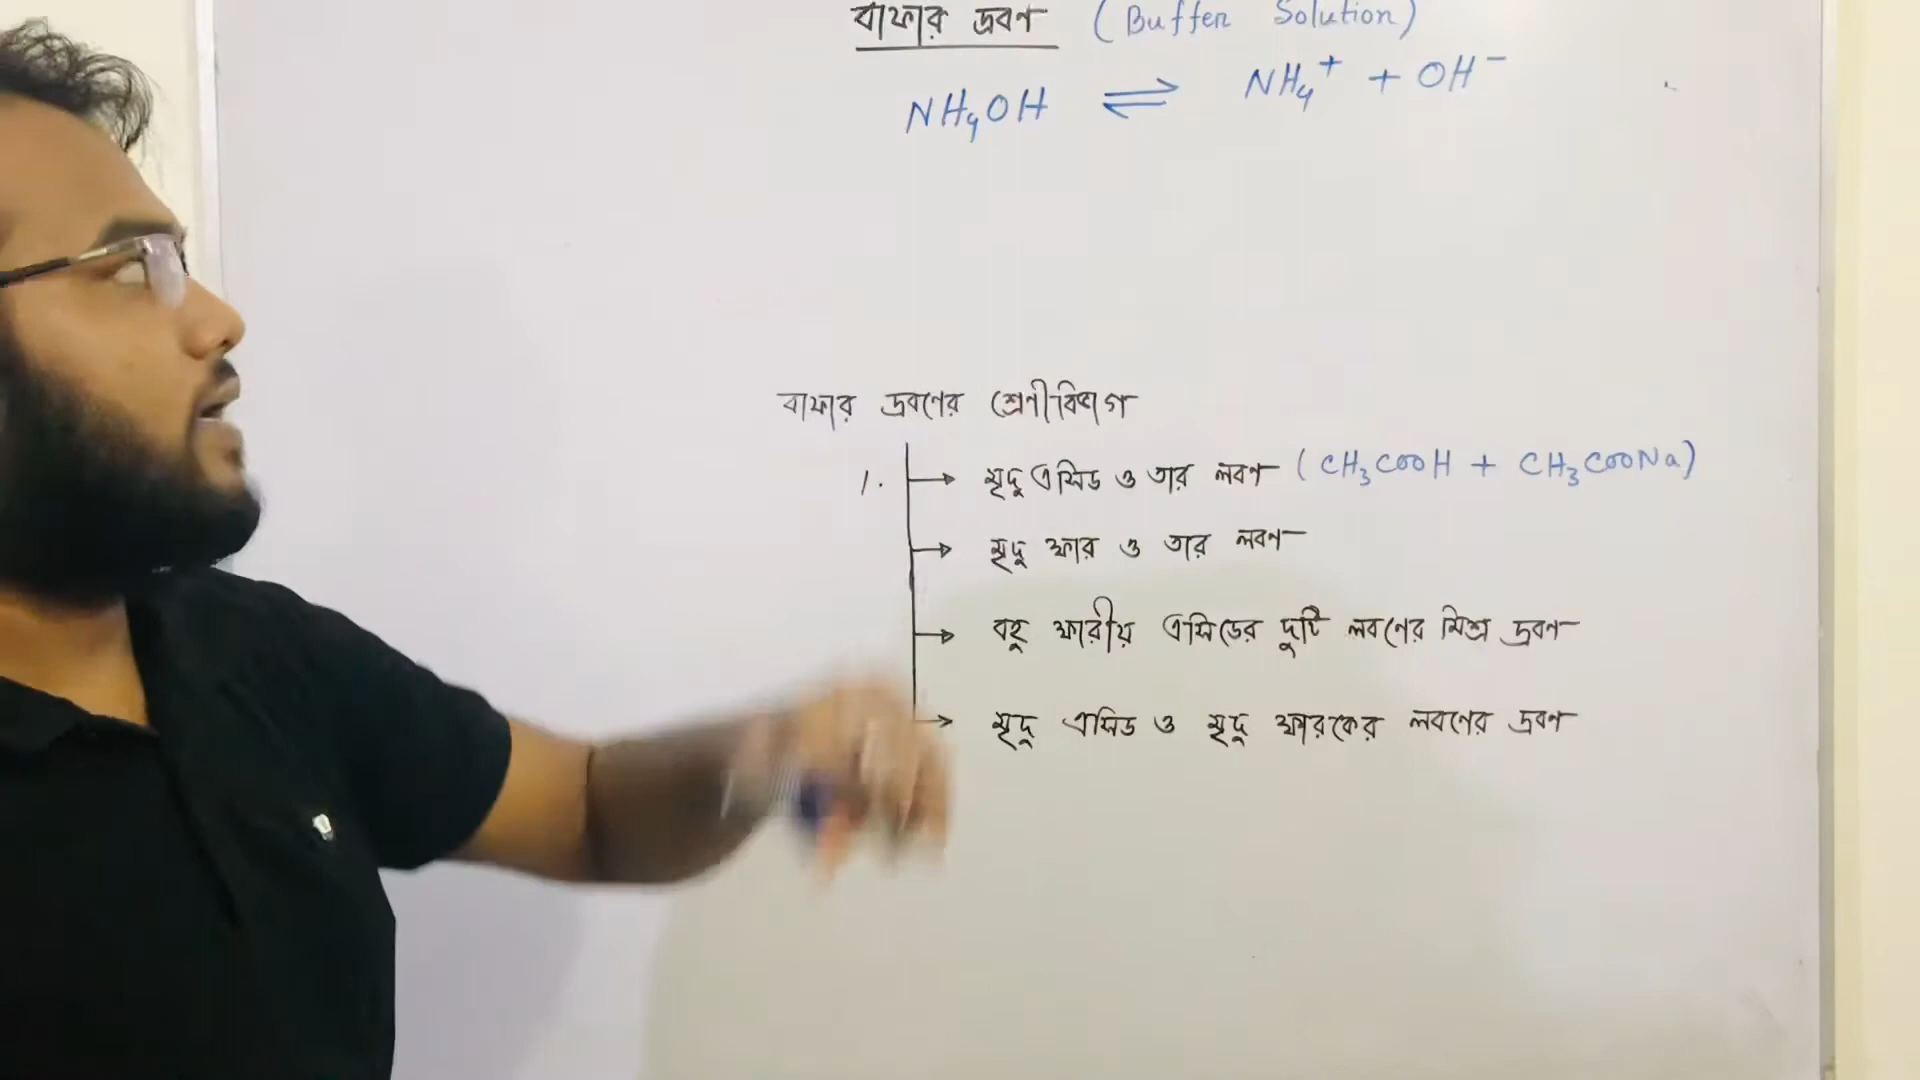 বাফার দ্রবণ (Buffer Solution)
NH₄OH ⇌ NH₄⁺ + OH⁻
বাফার দ্রবণের শ্রেণীবিভাগ
1. → মৃদু এসিড ও তার লবণ (CH₃COOH + CH₃COONa)
→ মৃদু ক্ষার ও তার লবণ
→ বহু ক্ষারীয় এসিডের দুটি লবণের মিশ্র দ্রবণ
→ মৃদু এসিড ও মৃদু ক্ষারকের লবণের দ্রবণ